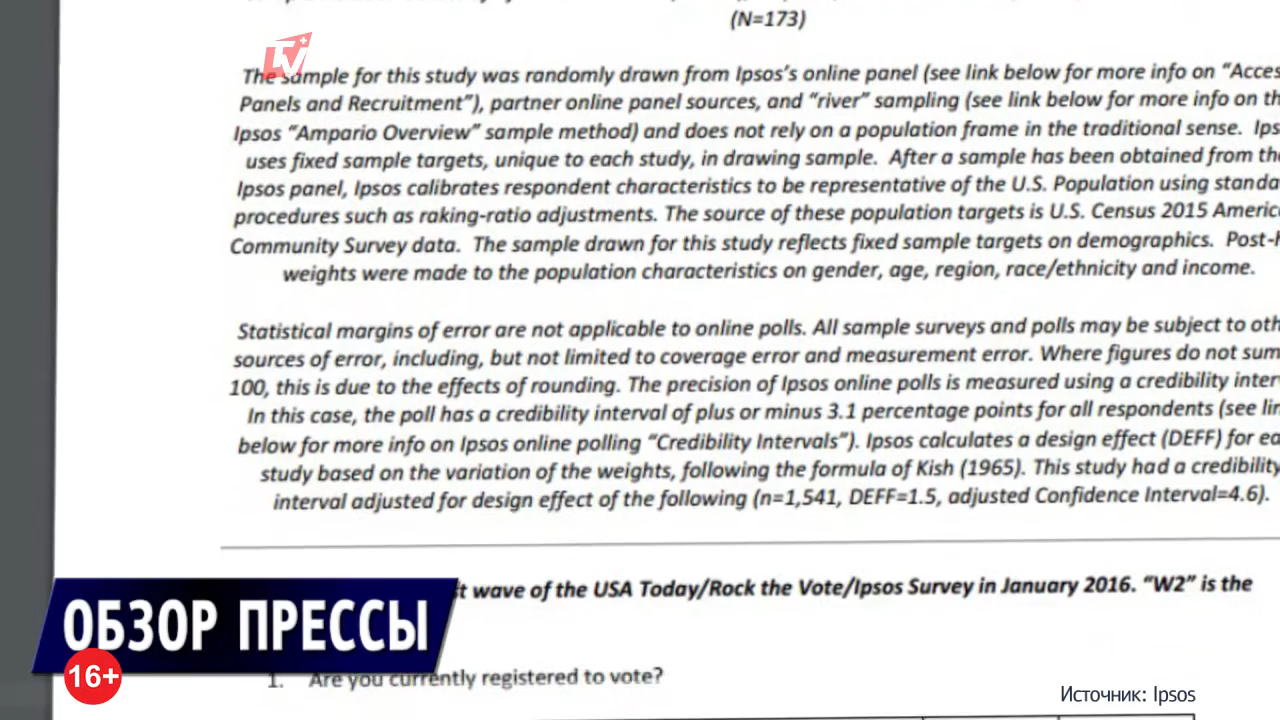 (N=173)
TV+
The sample for this study was randomly drawn from Ipsos's online panel (see link below for more info on “Acces
Panels and Recruitment”), partner online panel sources, and “river” sampling (see link below for more info on th
Ipsos “Ampario Overview” sample method) and does not rely on a population frame in the traditional sense. Ips
uses fixed sample targets, unique to each study, in drawing sample. After a sample has been obtained from the
Ipsos panel, Ipsos calibrates respondent characteristics to be representative of the U.S. Population using standa
procedures such as raking-ratio adjustments. The source of these population targets is U.S. Census 2015 Americ
Community Survey data. The sample drawn for this study reflects fixed sample targets on demographics. Post-h
weights were made to the population characteristics on gender, age, region, race/ethnicity and income.
Statistical margins of error are not applicable to online polls. All sample surveys and polls may be subject to oth
sources of error, including, but not limited to coverage error and measurement error. Where figures do not sum
100, this is due to the effects of rounding. The precision of Ipsos online polls is measured using a credibility inter
In this case, the poll has a credibility interval of plus or minus 3.1 percentage points for all respondents (see lin
below for more info on Ipsos online polling “Credibility Intervals”). Ipsos calculates a design effect (DEFF) for ea
study based on the variation of the weights, following the formula of Kish (1965). This study had a credibility
interval adjusted for design effect of the following (n=1,541, DEFF=1.5, adjusted Confidence Interval=4.6).
t wave of the USA Today/Rock the Vote/Ipsos Survey in January 2016. “W2” is the
ОБЗОР ПРЕССЫ
16+
1. Are you currently registered to vote?
Источник: Ipsos